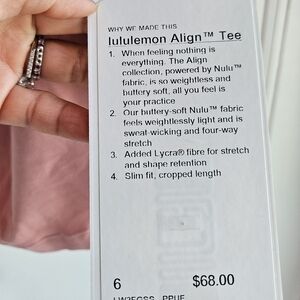 WHY WE MADE THIS
lululemon Align™ Tee
1. When feeling nothing is
everything. The Align
collection, powered by Nulu™
fabric, is so weightless and
buttery soft, all you feel is
your practice
2. Our buttery-soft Nulu™ fabric
feels weightlessly light and is
sweat-wicking and four-way
stretch
3. Added Lycra® fibre for stretch
and shape retention
4. Slim fit, cropped length
6 $68.00